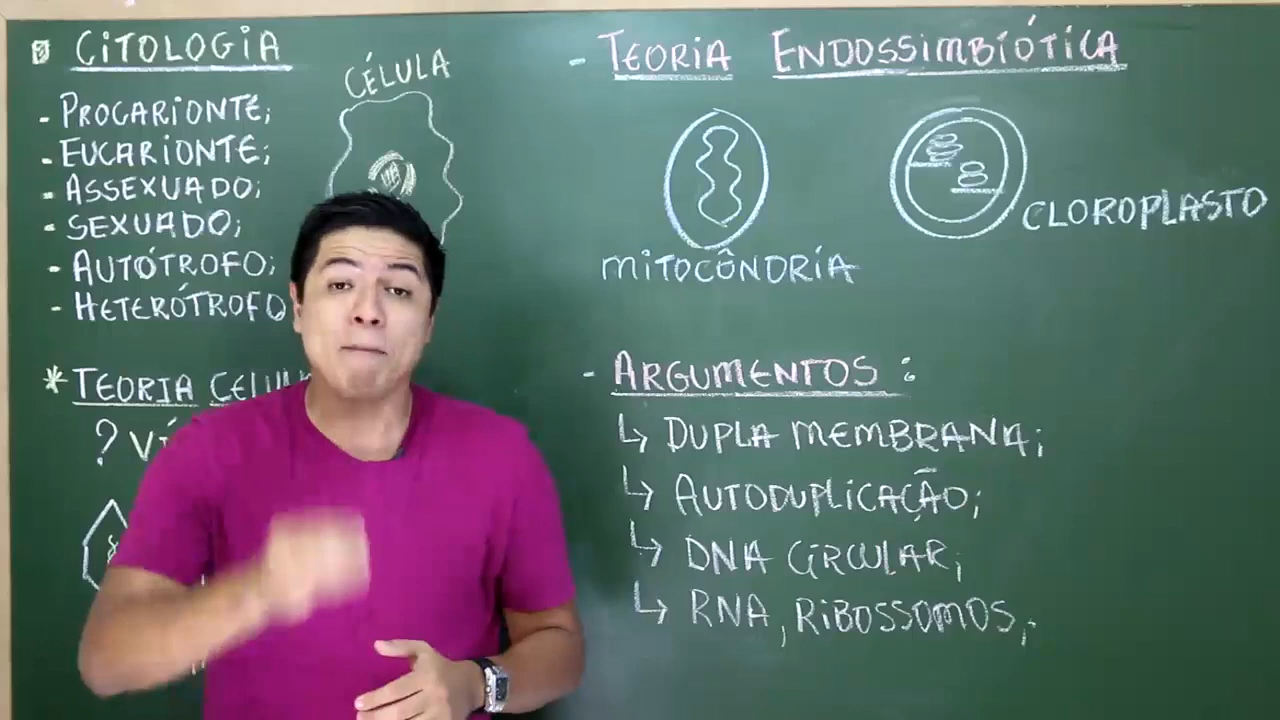 CITOLOGIA
- PROCARIONTE;
- EUCARIONTE;
- ASSEXUADO;
- SEXUADO;
- AUTÓTROFO;
- HETERÓTROFO
CÉLULA
* TEORIA
?
- TEORIA ENDOSSIMBIÓTICA
MITOCÔNDRIA
CLOROPLASTO
- ARGUMENTOS:
↳ DUPLA MEMBRANA;
↳ AUTODUPLICAÇÃO;
↳ DNA CIRCULAR;
↳ RNA, RIBOSSOMOS;